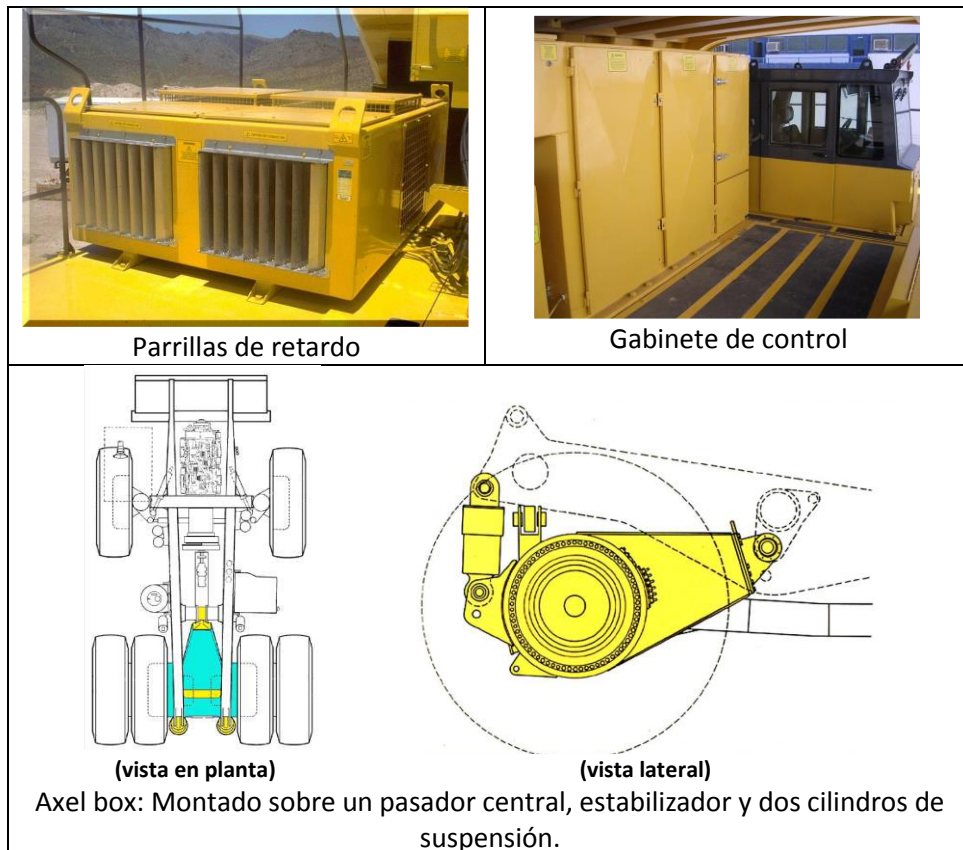 Parrillas de retardo
Gabinete de control
(vista en planta)
(vista lateral)
Axel box: Montado sobre un pasador central, estabilizador y dos cilindros de
suspensión.